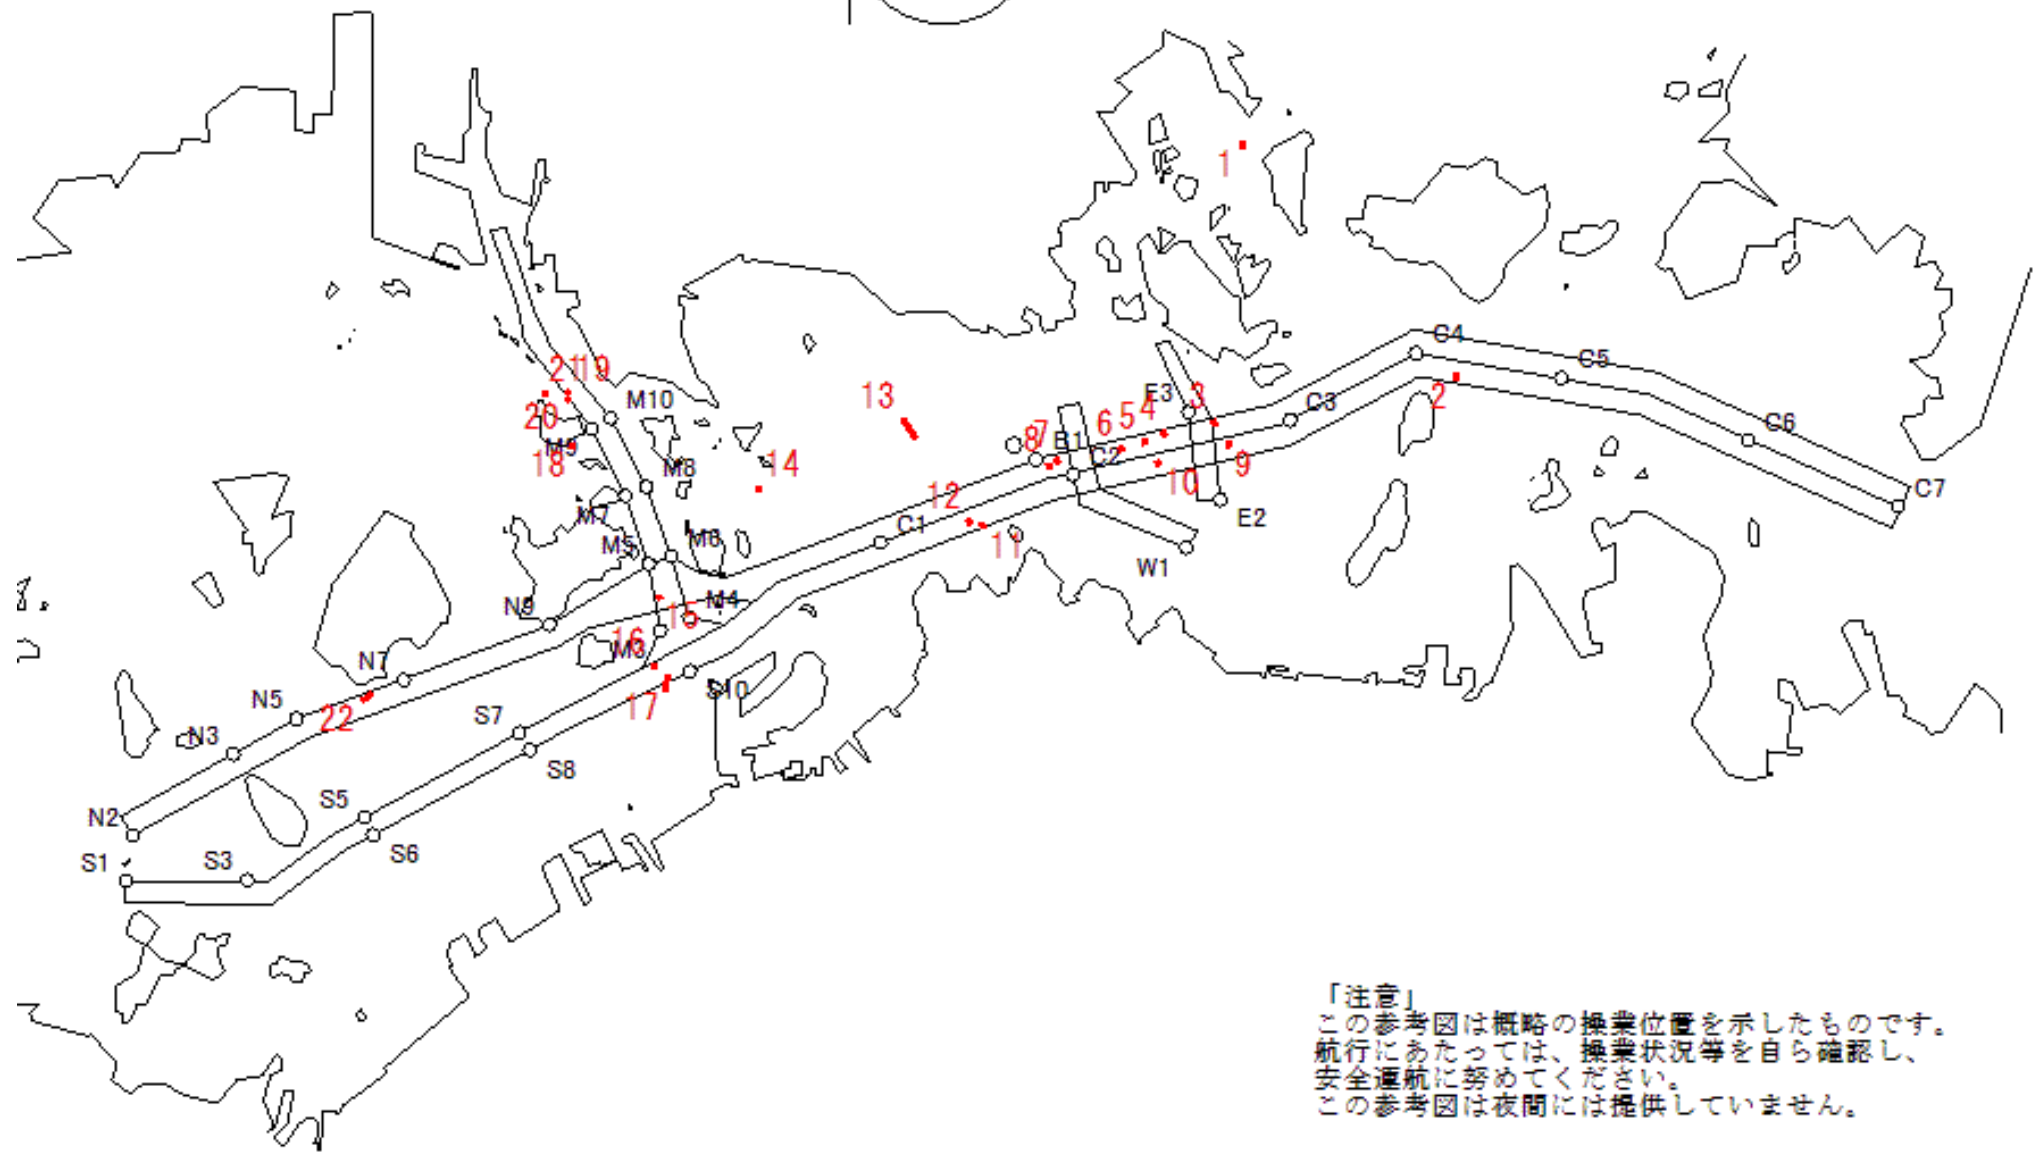 1
C4
C5
2
21
19
M10
20
M9
18
13
E3
3
C3
C6
6
5
4
8
7
B1
C2
9
10
14
M8
C7
12
C1
11
E2
W1
M7
M5
M6
N9
M4
15
16
M3
N7
N5
22
N3
17
S10
S7
S8
N2
S5
S1
S3
S6
「注意」
この参考図は概略の操業位置を示したものです。
航行にあたっては、操業状況等を自ら確認し、
安全運航に努めてください。
この参考図は夜間には提供していません。